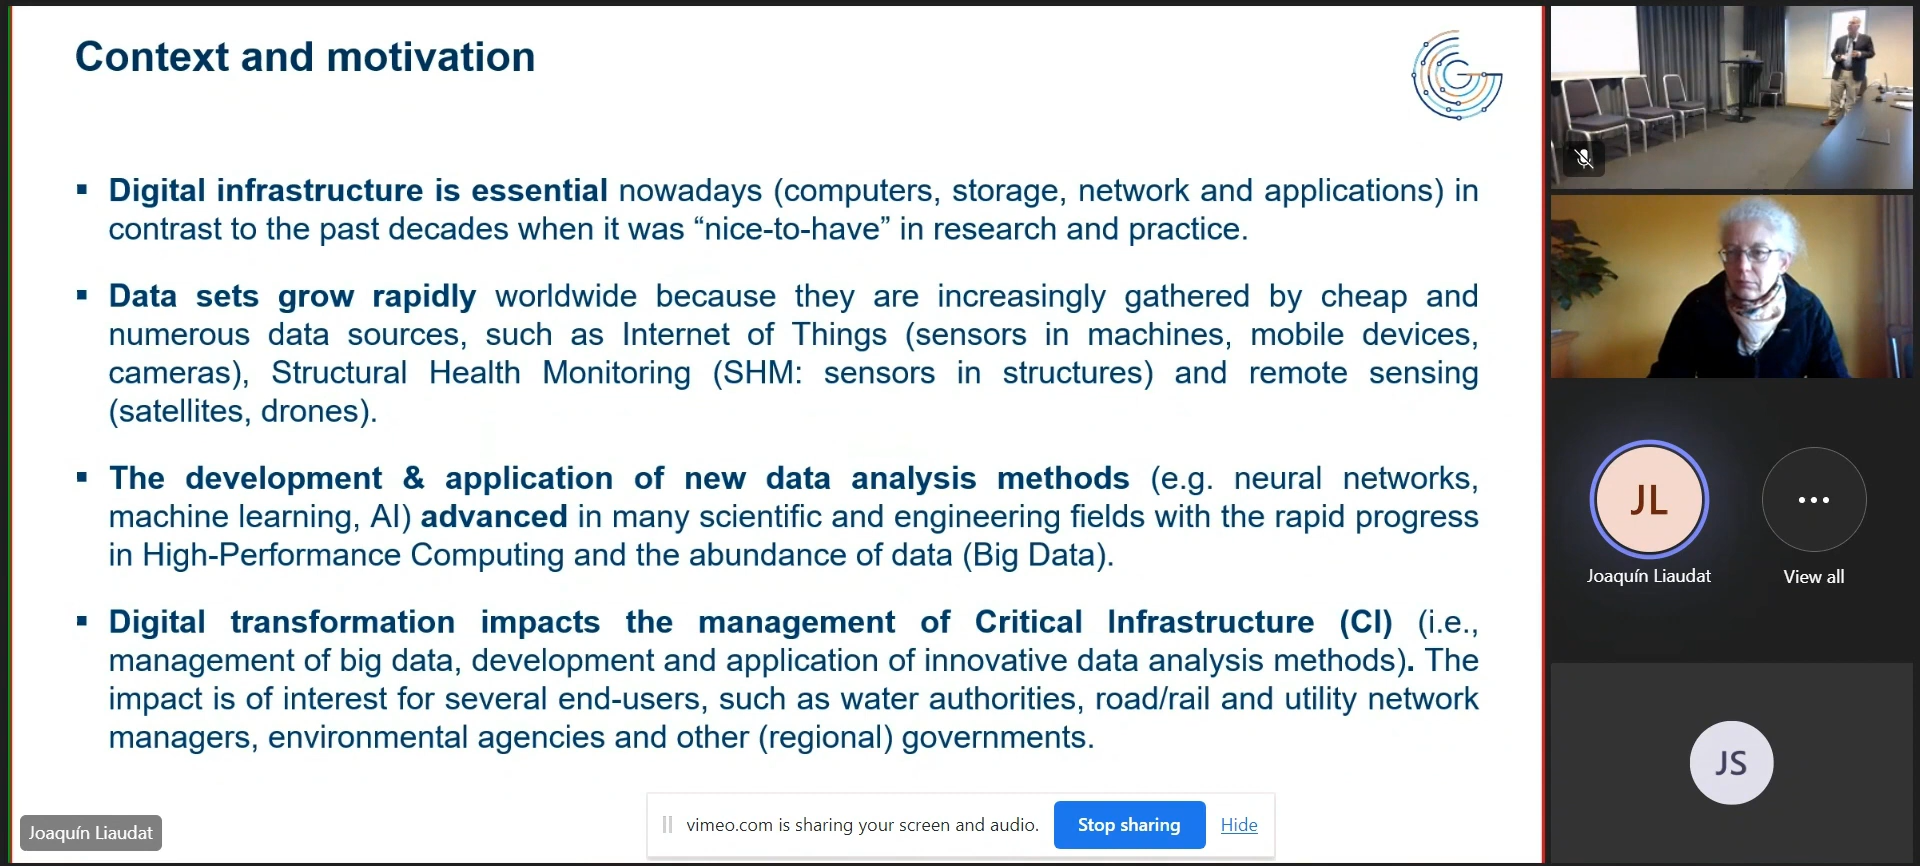 Context and motivation
▪ Digital infrastructure is essential nowadays (computers, storage, network and applications) in
contrast to the past decades when it was “nice-to-have” in research and practice.
▪ Data sets grow rapidly worldwide because they are increasingly gathered by cheap and
numerous data sources, such as Internet of Things (sensors in machines, mobile devices,
cameras), Structural Health Monitoring (SHM: sensors in structures) and remote sensing
(satellites, drones).
▪ The development & application of new data analysis methods (e.g. neural networks,
machine learning, AI) advanced in many scientific and engineering fields with the rapid progress
in High-Performance Computing and the abundance of data (Big Data).
▪ Digital transformation impacts the management of Critical Infrastructure (CI) (i.e.,
management of big data, development and application of innovative data analysis methods). The
impact is of interest for several end-users, such as water authorities, road/rail and utility network
managers, environmental agencies and other (regional) governments.
Joaquín Liaudat
vimeo.com is sharing your screen and audio. Stop sharing Hide
JL
Joaquín Liaudat
View all
JS